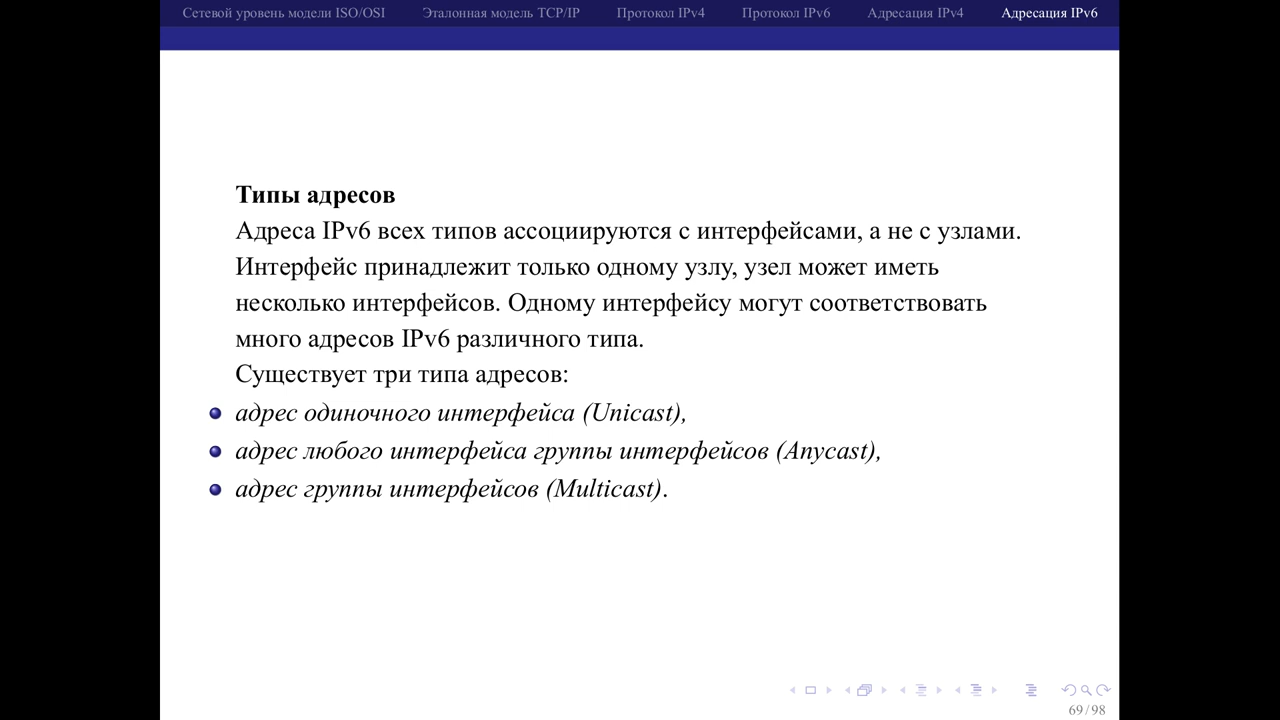 Сетевой уровень модели ISO/OSI Эталонная модель TCP/IP Протокол IPv4 Протокол IPv6 Адресация IPv4 Адресация IPv6
Типы адресов
Адреса IPv6 всех типов ассоциируются с интерфейсами, а не с узлами.
Интерфейс принадлежит только одному узлу, узел может иметь
несколько интерфейсов. Одному интерфейсу могут соответствовать
много адресов IPv6 различного типа.
Существует три типа адресов:
адрес одиночного интерфейса (Unicast),
адрес любого интерфейса группы интерфейсов (Anycast),
адрес группы интерфейсов (Multicast).
69/98